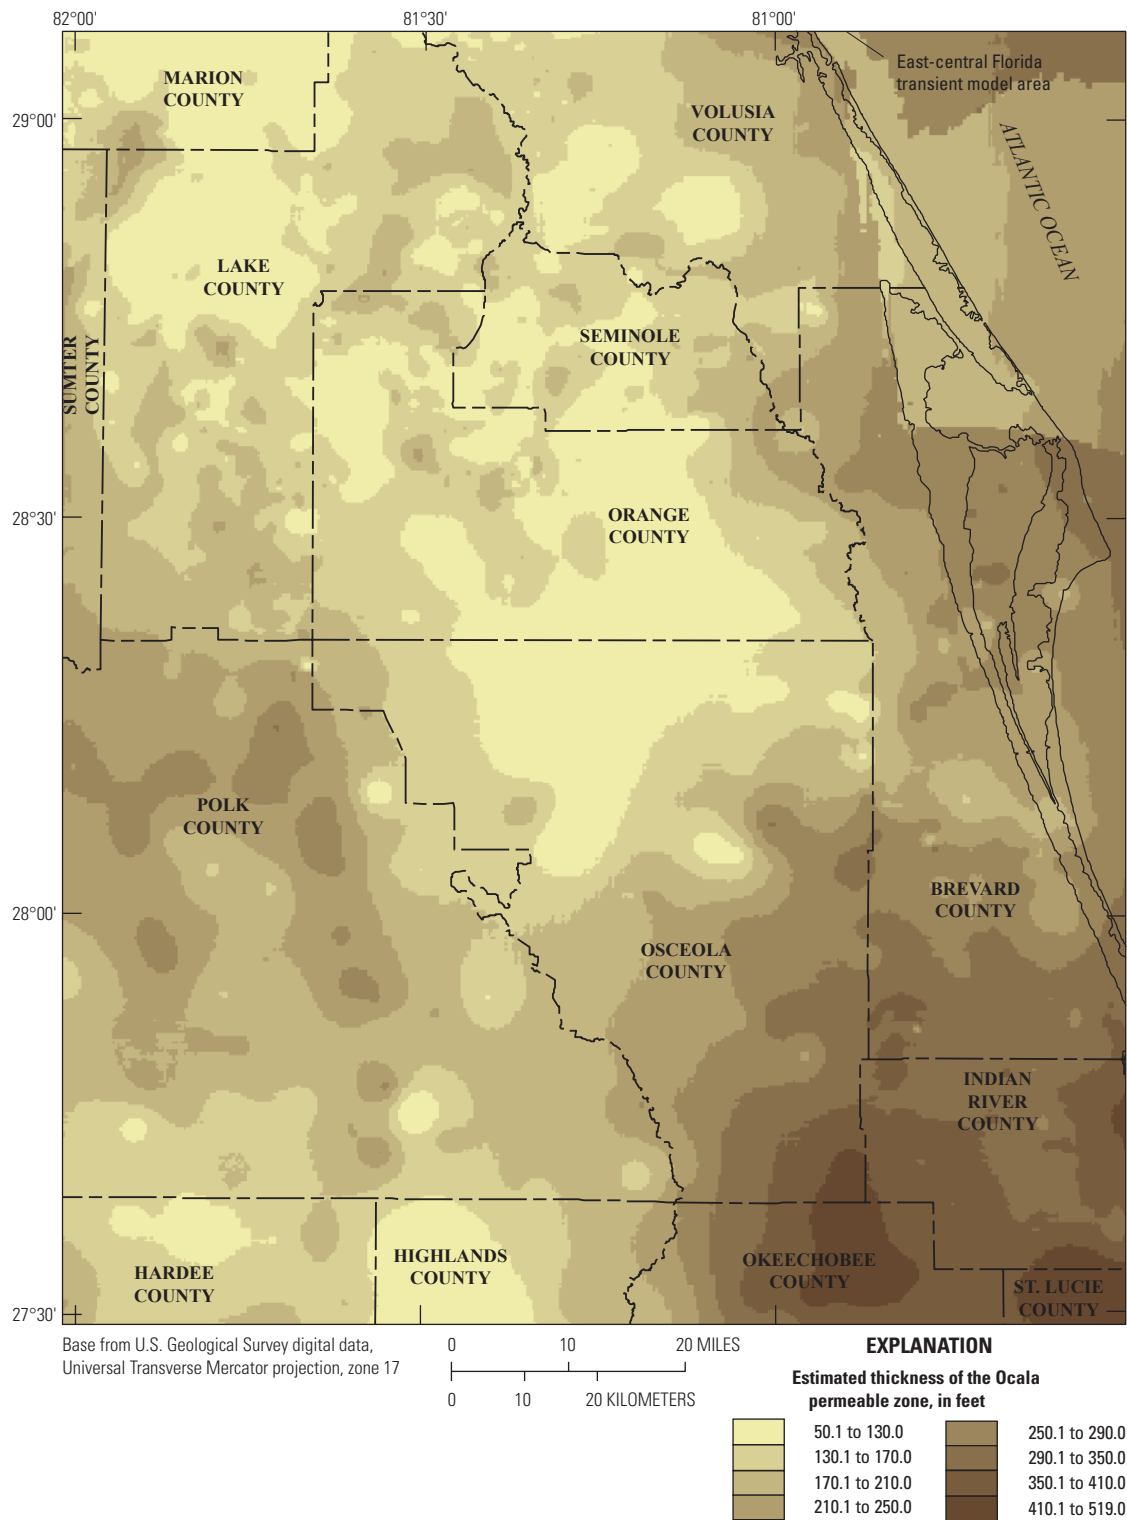 82°00'
81°30'
81°00'
East-central Florida
transient model area
MARION
COUNTY
VOLUSIA
COUNTY
29°00'
ATLANTIC OCEAN
LAKE
COUNTY
SEMINOLE
COUNTY
SUMTER
COUNTY
28°30'
ORANGE
COUNTY
POLK
COUNTY
BREVARD
COUNTY
28°00'
OSCEOLA
COUNTY
INDIAN
RIVER
COUNTY
HIGHLANDS
COUNTY
OKEECHOBEE
COUNTY
HARDEE
COUNTY
ST. LUCIE
COUNTY
27°30'
Base from U.S. Geological Survey digital data,
Universal Transverse Mercator projection, zone 17
0 10 20 MILES
0 10 20 KILOMETERS
EXPLANATION
Estimated thickness of the Ocala
permeable zone, in feet
50.1 to 130.0
130.1 to 170.0
170.1 to 210.0
210.1 to 250.0
250.1 to 290.0
290.1 to 350.0
350.1 to 410.0
410.1 to 519.0